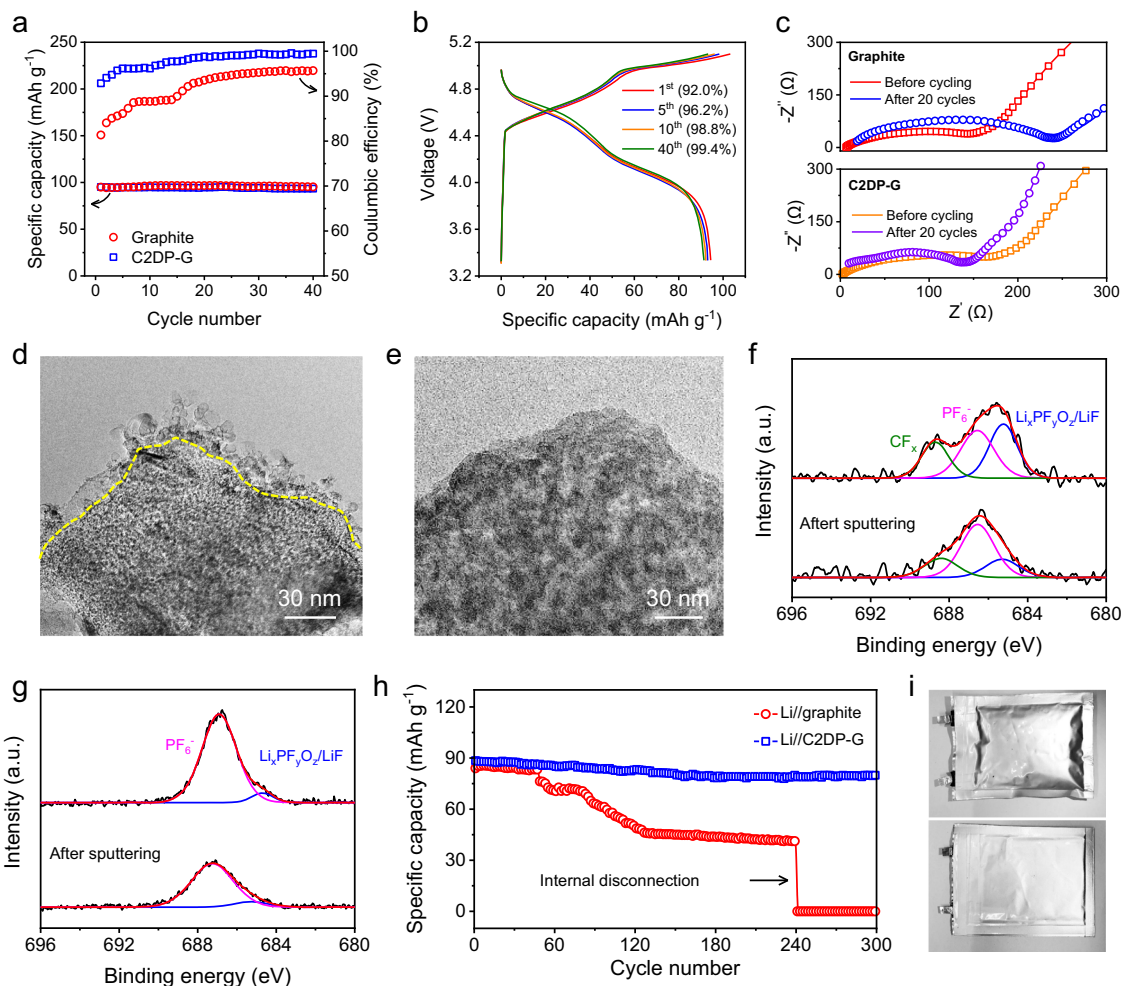 a
Specific capacity (mAh g⁻¹)
250
200
150
100
50
0
100
90
80
70
60
50
Coulumbic efficincy (%)
Graphite
C2DP-G
0 10 20 30 40
Cycle number
b
Voltage (V)
5.2
4.8
4.4
4.0
3.6
3.2
1ˢᵗ (92.0%)
5ᵗʰ (96.2%)
10ᵗʰ (98.8%)
40ᵗʰ (99.4%)
0 20 40 60 80 100
Specific capacity (mAh g⁻¹)
c
-Z" (Ω)
300
150
0
Graphite
Before cycling
After 20 cycles
-Z" (Ω)
300
150
0
C2DP-G
Before cycling
After 20 cycles
0 100 200 300
Z' (Ω)
d
30 nm
e
30 nm
f
Intensity (a.u.)
CFₓ
PF₆⁻
LiₓPFᵧO_z/LiF
Aftert sputtering
696 692 688 684 680
Binding energy (eV)
g
Intensity (a.u.)
PF₆⁻
LiₓPFᵧO_z/LiF
After sputtering
696 692 688 684 680
Binding energy (eV)
h
Specific capacity (mAh g⁻¹)
120
90
60
30
0
Li//graphite
Li//C2DP-G
Internal disconnection
0 60 120 180 240 300
Cycle number
i